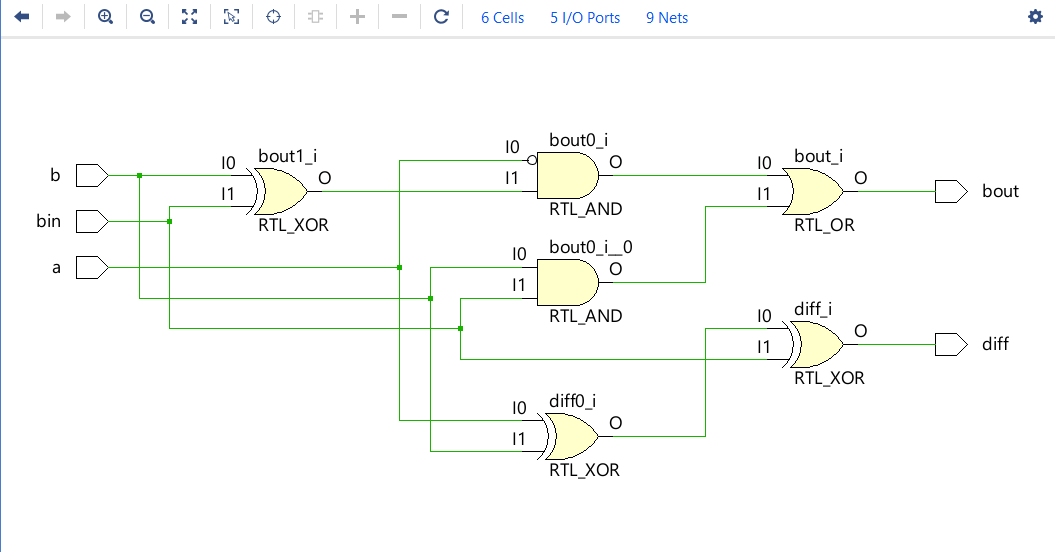 6 Cells 5 I/O Ports 9 Nets
bout0_i
I0 O
bout1_i
bout_i
I0
I0 O
b
O
I1
I1
O
bout
I1
RTL_AND
bin
RTL_XOR
RTL_OR
bout0_i__0
I0 O
a
I1
RTL_AND
diff_i
I0 O
diff
I1
RTL_XOR
diff0_i
I0 O
I1
RTL_XOR